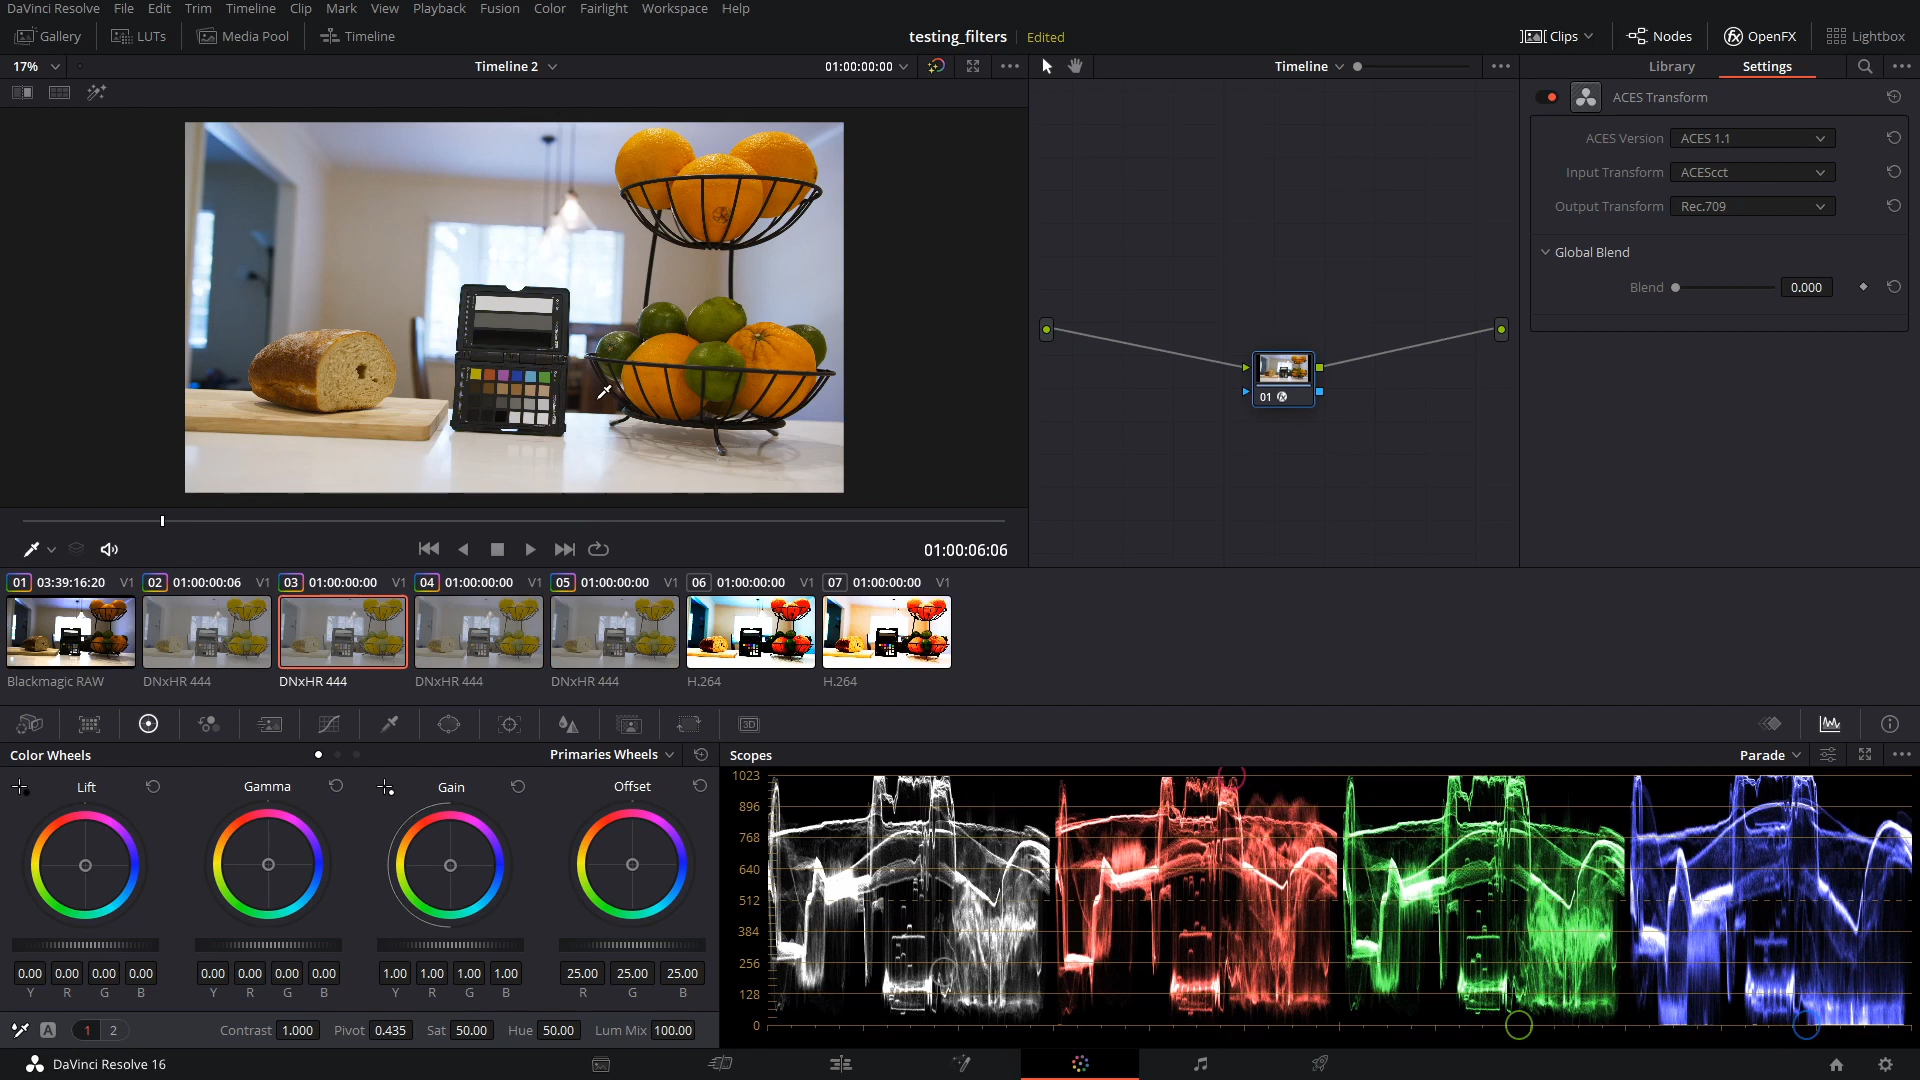 DaVinci Resolve File Edit Trim Timeline Clip Mark View Playback Fusion Color Fairlight Workspace Help
Gallery LUTs Media Pool Timeline testing_filters Edited Clips Nodes OpenFX Lightbox
17% Timeline 2 01:00:00:00 Timeline Library Settings
ACES Transform
ACES Version ACES 1.1
Input Transform ACEScct
Output Transform Rec.709
Global Blend
Blend 0.000
01
01:00:06:06
01 03:39:16:20 V1 02 01:00:00:06 V1 03 01:00:00:00 V1 04 01:00:00:00 V1 05 01:00:00:00 V1 06 01:00:00:00 V1 07 01:00:00:00 V1
Blackmagic RAW DNxHR 444 DNxHR 444 DNxHR 444 DNxHR 444 H.264 H.264
3D
Color Wheels Primaries Wheels Scopes Parade
Lift Gamma Gain Offset
1023
896
768
640
512
384
256
128
0
0.00 0.00 0.00 0.00 0.00 0.00 0.00 0.00 1.00 1.00 1.00 1.00 25.00 25.00 25.00
Y R G B Y R G B Y R G B R G B
A 1 2 Contrast 1.000 Pivot 0.435 Sat 50.00 Hue 50.00 Lum Mix 100.00
DaVinci Resolve 16